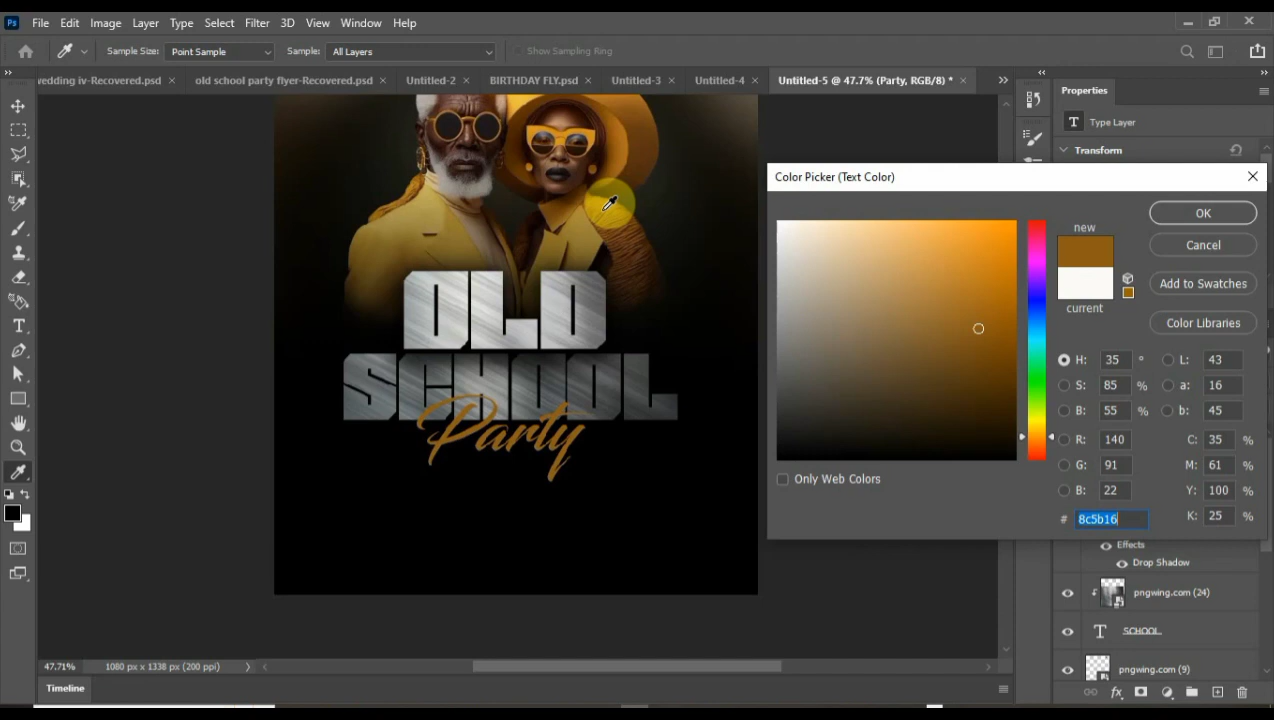 Ps File Edit Image Layer Type Select Filter 3D View Window Help
Sample Size: Point Sample Sample: All Layers Show Sampling Ring
wedding iv-Recovered.psd × old school party flyer-Recovered.psd × Untitled-2 × BIRTHDAY FLY.psd × Untitled-3 × Untitled-4 × Untitled-5 @ 47.7% (Party, RGB/8) * ×
Properties
T Type Layer
Transform
Color Picker (Text Color)
new
current
OK
Cancel
Add to Swatches
Color Libraries
H: 35 °
S: 85 %
B: 55 %
R: 140
G: 91
B: 22
# 8c5b16
L: 43
a: 16
b: 45
C: 35 %
M: 61 %
Y: 100 %
K: 25 %
Only Web Colors
OLD
SCHOOL
Party
Effects
Drop Shadow
pngwing.com (24)
T SCHOOL
pngwing.com (9)
fx
47.71% 1080 px x 1338 px (200 ppi)
Timeline